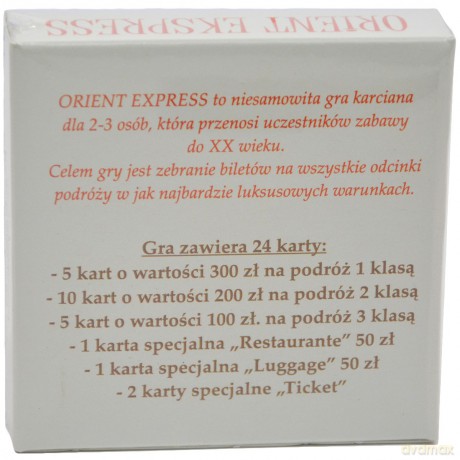 ORIENT EKSPRESS
ORIENT EXPRESS to niesamowita gra karciana
dla 2-3 osób, która przenosi uczestników zabawy
do XX wieku.
Celem gry jest zebranie biletów na wszystkie odcinki
podróży w jak najbardzie luksusowych warunkach.
Gra zawiera 24 karty:
- 5 kart o wartości 300 zł na podróż 1 klasą
- 10 kart o wartości 200 zł na podróż 2 klasą
- 5 kart o wartości 100 zł. na podróż 3 klasą
- 1 karta specjalna „Restaurante” 50 zł
- 1 karta specjalna „Luggage” 50 zł
- 2 karty specjalne „Ticket”
dvdmax